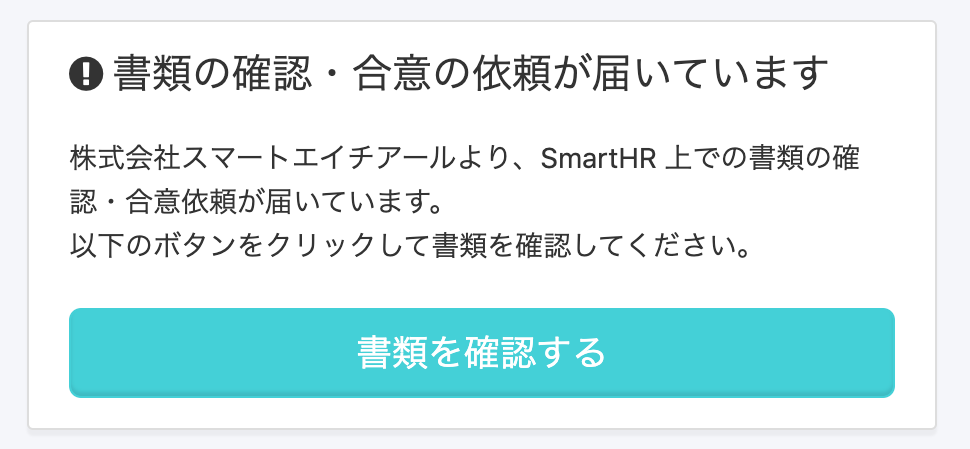 書類の確認・合意の依頼が届いています
株式会社スマートエイチアールより、SmartHR 上での書類の確
認・合意依頼が届いています。
以下のボタンをクリックして書類を確認してください。
書類を確認する